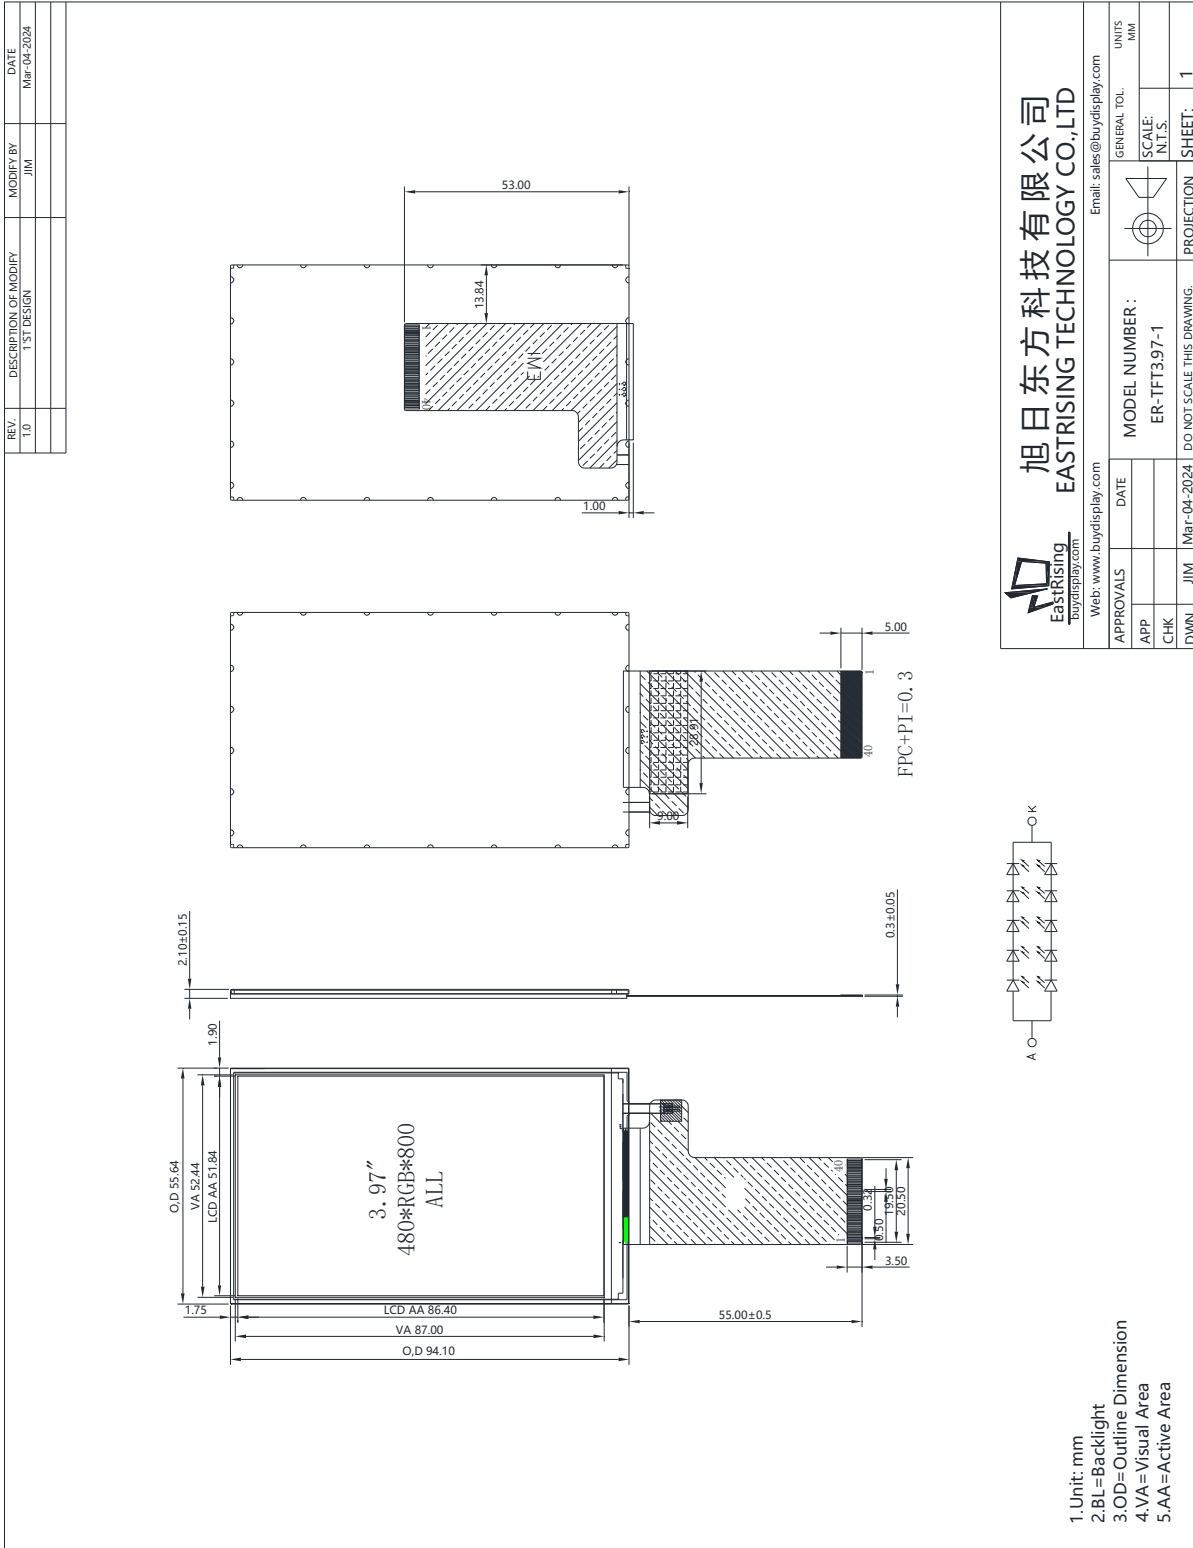 REV.
DESCRIPTION OF MODIFY
MODIFY BY
DATE
1.0
1'ST DESIGN
JIM
Mar-04-2024
53.00
13.84
1
40
1.00
5.00
1
40
28.91
9.00
FPC+PI=0.3
2.10±0.15
0.3±0.05
1.90
O,D 55.64
VA 52.44
LCD AA 51.84
3.97"
480*RGB*800
ALL
1.75
LCD AA 86.40
VA 87.00
O,D 94.10
55.00±0.5
40
1
0.32
0.50
19.50
20.50
3.50
A
K
1.Unit: mm
2.BL=Backlight
3.OD=Outline Dimension
4.VA=Visual Area
5.AA=Active Area
EastRising
buydisplay.com
旭日东方科技有限公司
EASTRISING TECHNOLOGY CO.,LTD
Web: www.buydisplay.com
Email: sales@buydisplay.com
APPROVALS
DATE
APP
CHK
DWN
JIM
Mar-04-2024
MODEL NUMBER :
ER-TFT3.97-1
DO NOT SCALE THIS DRAWING.
PROJECTION
GENERAL TOL.
UNITS
MM
SCALE:
N.T.S.
SHEET:
1